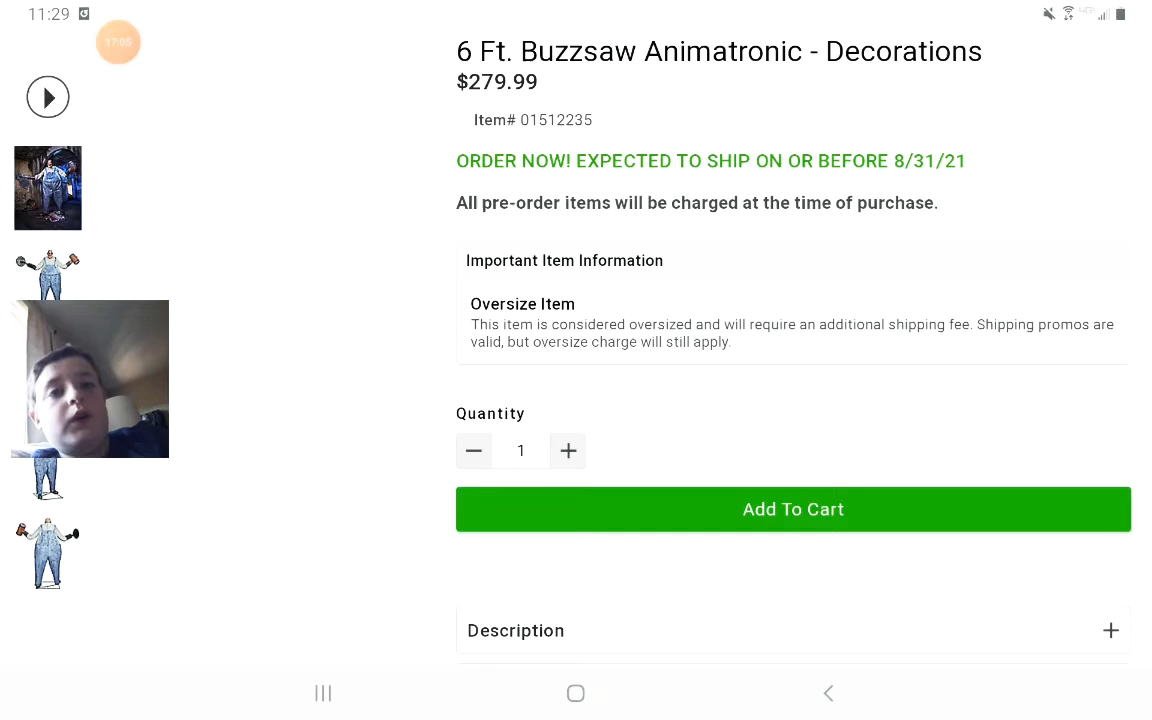 11:29
17:05
6 Ft. Buzzsaw Animatronic - Decorations
$279.99
Item# 01512235
ORDER NOW! EXPECTED TO SHIP ON OR BEFORE 8/31/21
All pre-order items will be charged at the time of purchase.
Important Item Information
Oversize Item
This item is considered oversized and will require an additional shipping fee. Shipping promos are
valid, but oversize charge will still apply.
Quantity
1
Add To Cart
Description